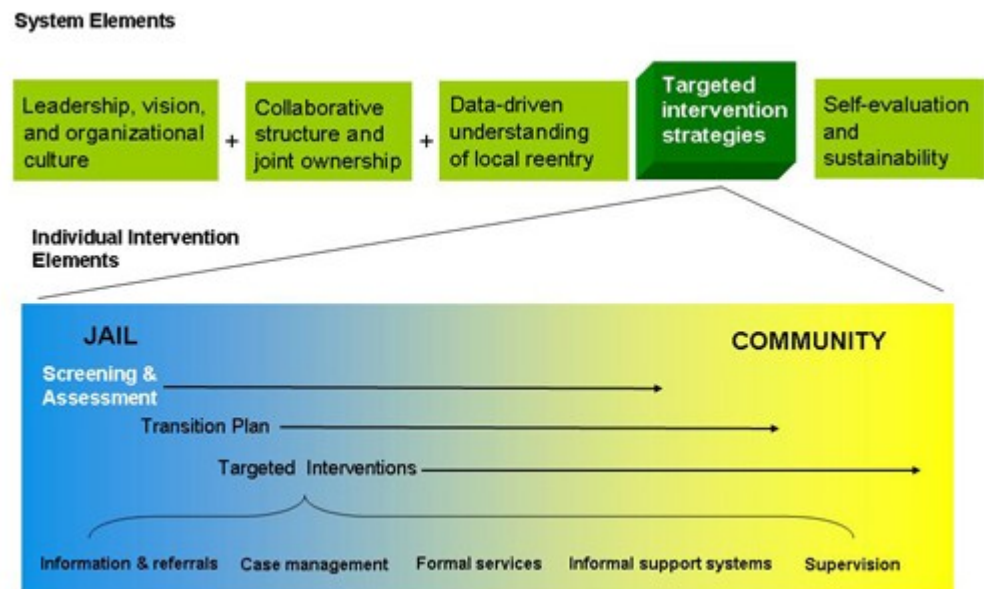 System Elements
Leadership, vision,
and organizational
culture
+
Collaborative
structure and
joint ownership
+
Data-driven
understanding
of local reentry
Targeted
intervention
strategies
Self-evaluation
and
sustainability
Individual Intervention
Elements
JAIL
COMMUNITY
Screening &
Assessment
Transition Plan
Targeted Interventions
Information & referrals
Case management
Formal services
Informal support systems
Supervision